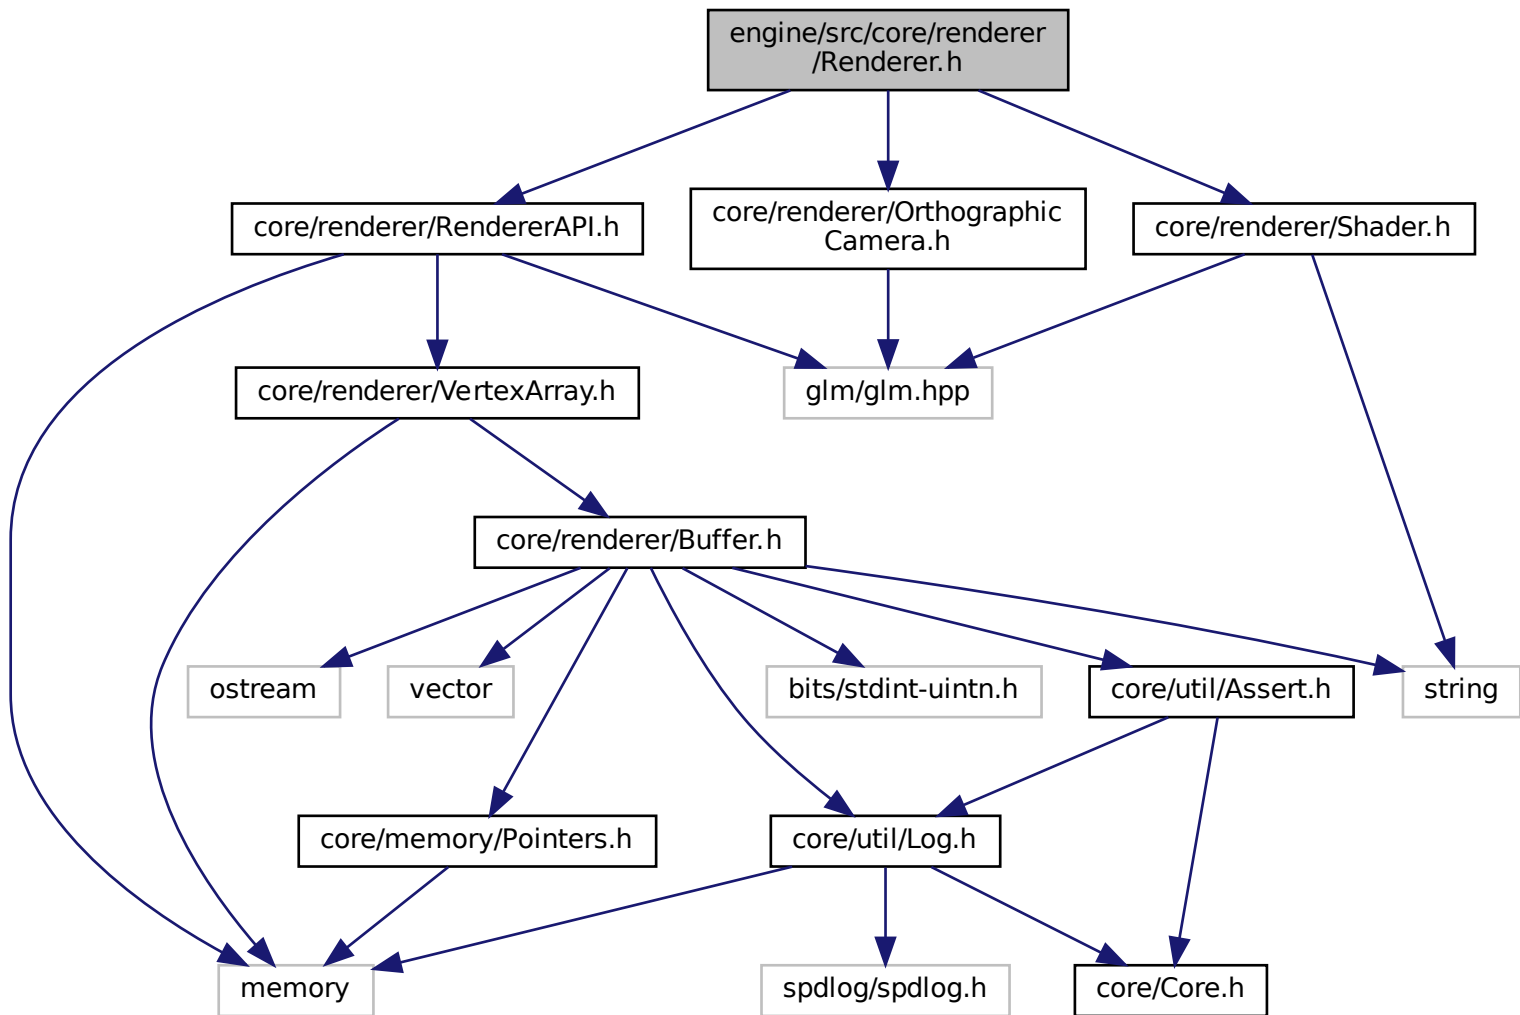 engine/src/core/renderer
/Renderer.h
core/renderer/RendererAPI.h
core/renderer/Orthographic
Camera.h
core/renderer/Shader.h
core/renderer/VertexArray.h
glm/glm.hpp
core/renderer/Buffer.h
ostream
vector
bits/stdint-uintn.h
core/util/Assert.h
string
core/memory/Pointers.h
core/util/Log.h
memory
spdlog/spdlog.h
core/Core.h